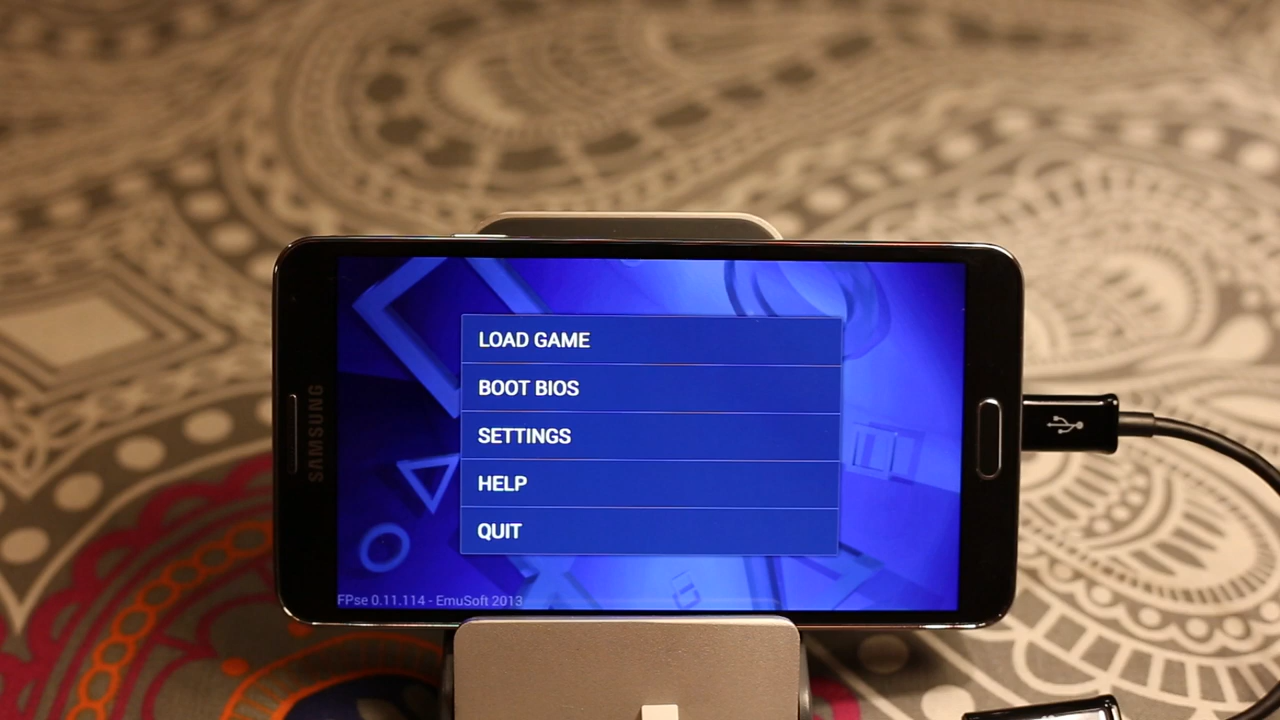 LOAD GAME
BOOT BIOS
SETTINGS
HELP
QUIT
SAMSUNG
FPse 0.11.114 - EmuSoft 2013